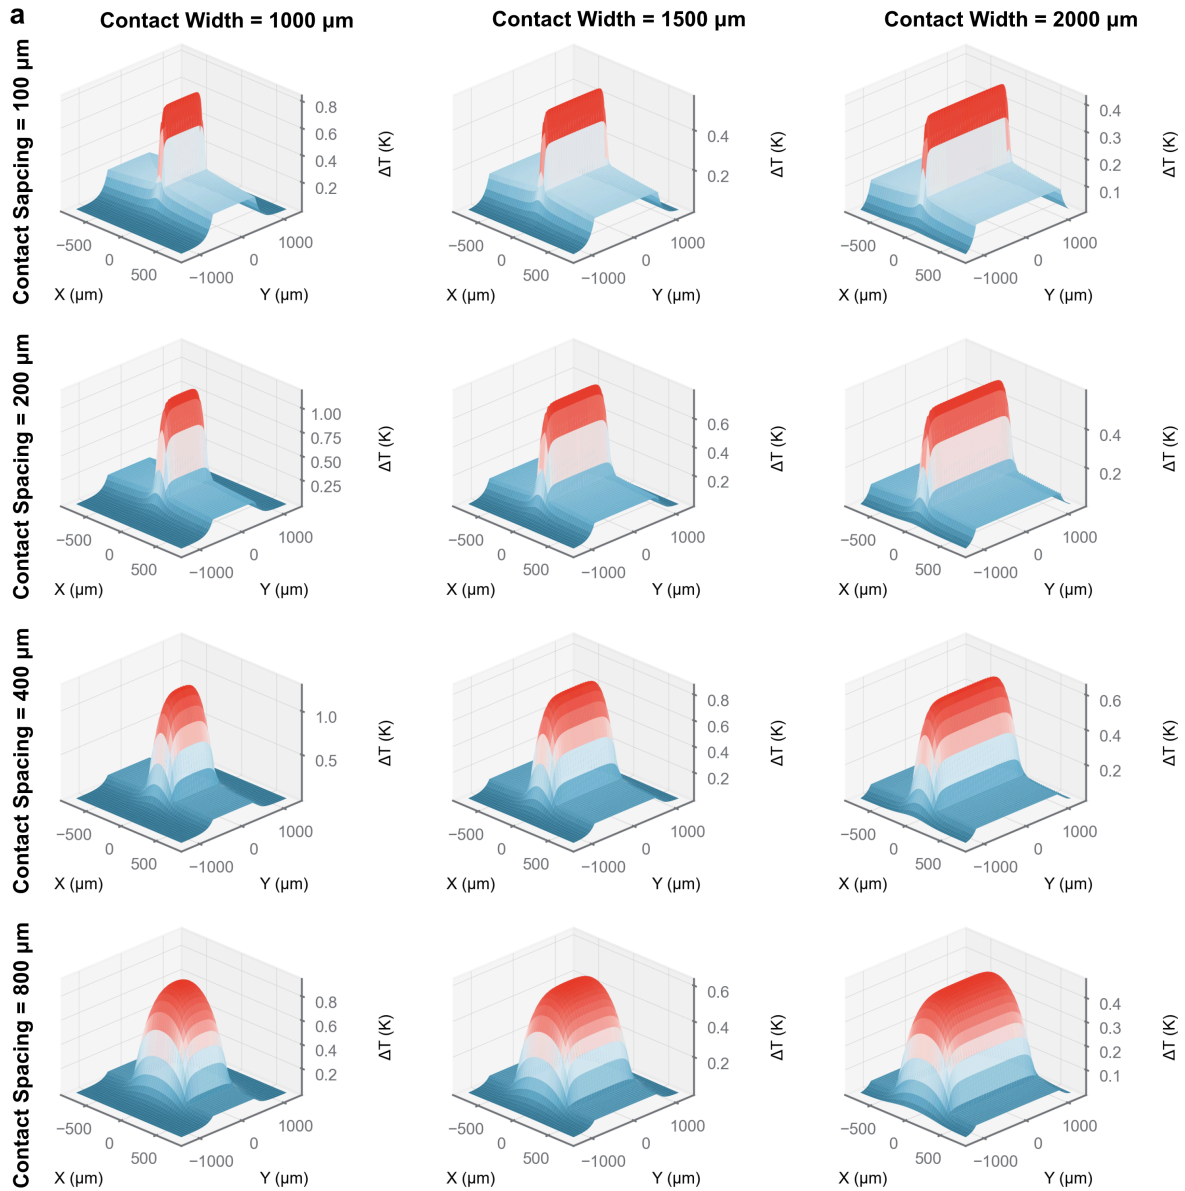 a
Contact Width = 1000 µm
Contact Width = 1500 µm
Contact Width = 2000 µm
Contact Sapcing = 100 µm
0.8
0.6
0.4
0.2
ΔT (K)
−500
0
500
−1000
0
1000
X (µm)
Y (µm)
0.4
0.2
ΔT (K)
−500
0
500
−1000
0
1000
X (µm)
Y (µm)
0.4
0.3
0.2
0.1
ΔT (K)
−500
0
500
−1000
0
1000
X (µm)
Y (µm)
Contact Spacing = 200 µm
1.00
0.75
0.50
0.25
ΔT (K)
−500
0
500
−1000
0
1000
X (µm)
Y (µm)
0.6
0.4
0.2
ΔT (K)
−500
0
500
−1000
0
1000
X (µm)
Y (µm)
0.4
0.2
ΔT (K)
−500
0
500
−1000
0
1000
X (µm)
Y (µm)
Contact Spacing = 400 µm
1.0
0.5
ΔT (K)
−500
0
500
−1000
0
1000
X (µm)
Y (µm)
0.8
0.6
0.4
0.2
ΔT (K)
−500
0
500
−1000
0
1000
X (µm)
Y (µm)
0.6
0.4
0.2
ΔT (K)
−500
0
500
−1000
0
1000
X (µm)
Y (µm)
Contact Spacing = 800 µm
0.8
0.6
0.4
0.2
ΔT (K)
−500
0
500
−1000
0
1000
X (µm)
Y (µm)
0.6
0.4
0.2
ΔT (K)
−500
0
500
−1000
0
1000
X (µm)
Y (µm)
0.4
0.3
0.2
0.1
ΔT (K)
−500
0
500
−1000
0
1000
X (µm)
Y (µm)